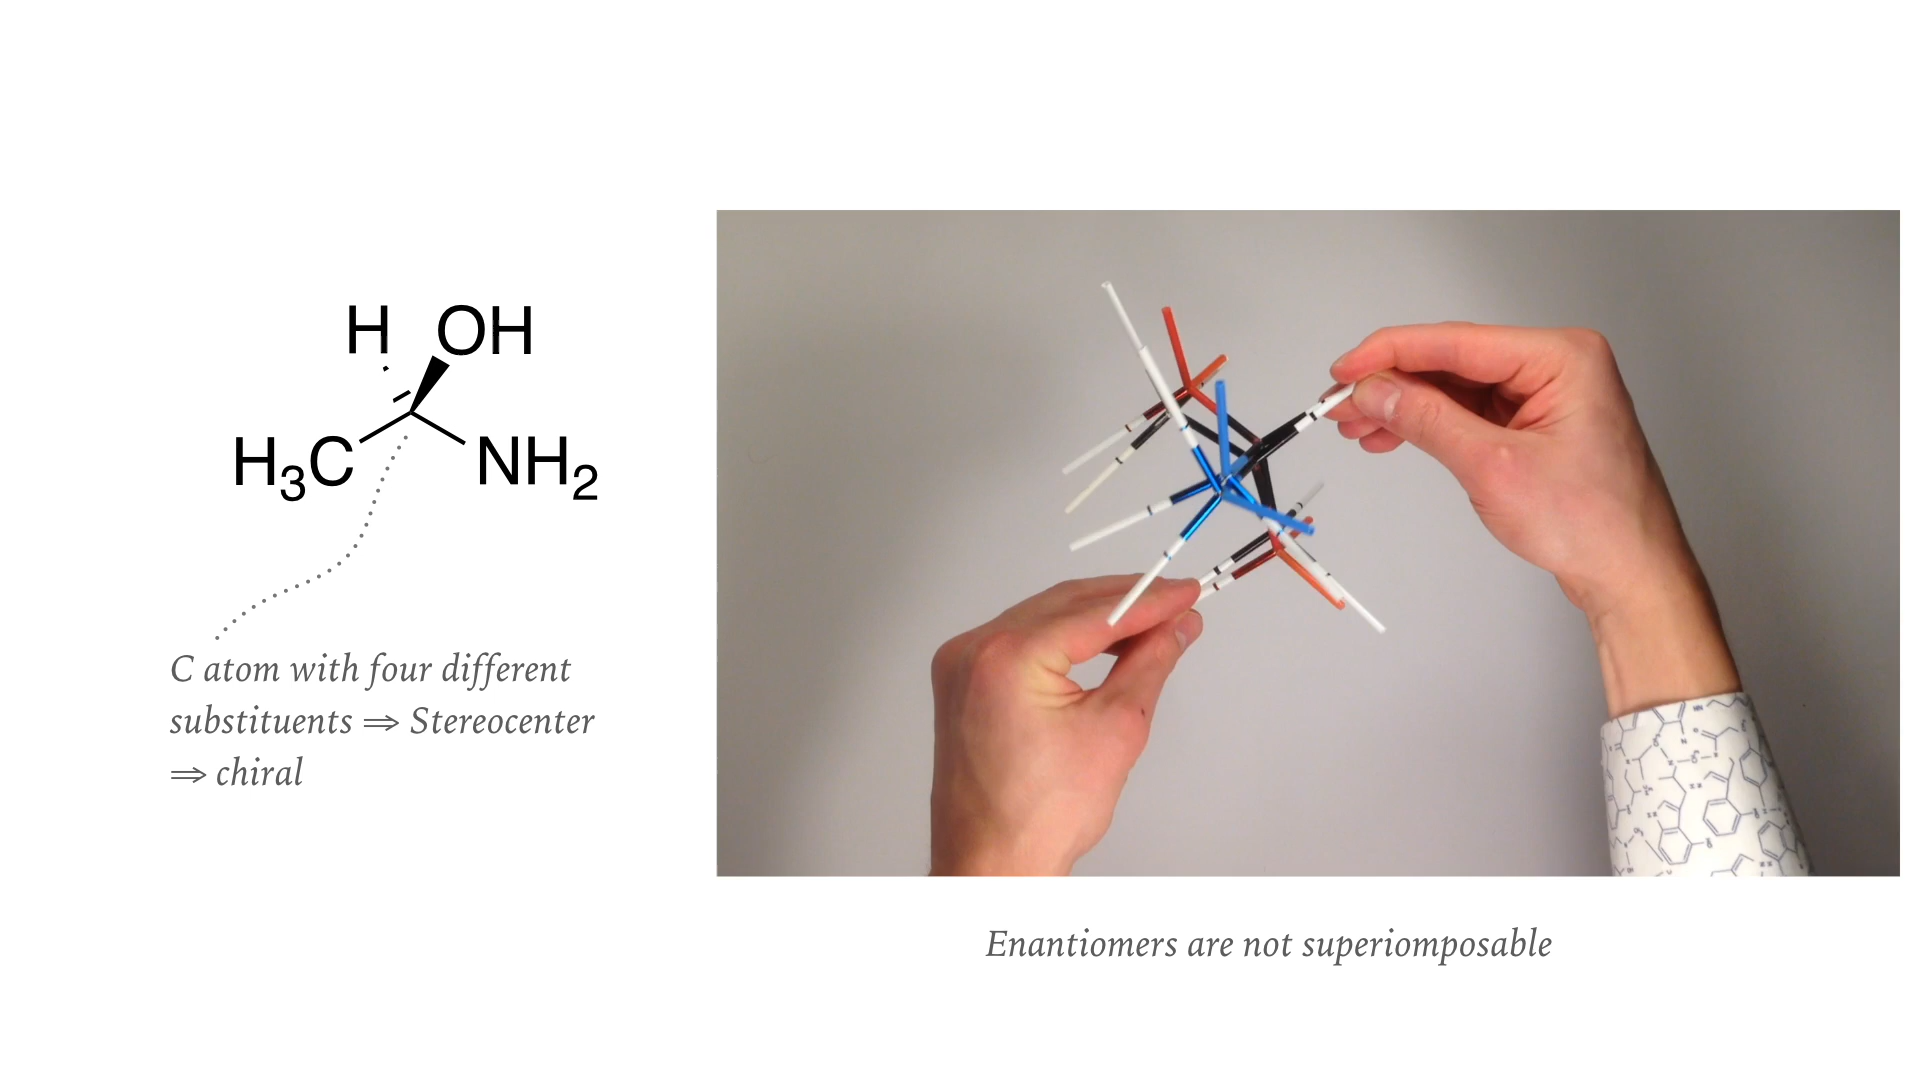 H OH
H3C NH2
C atom with four different
substituents ⇒ Stereocenter
⇒ chiral
Enantiomers are not superiomposable